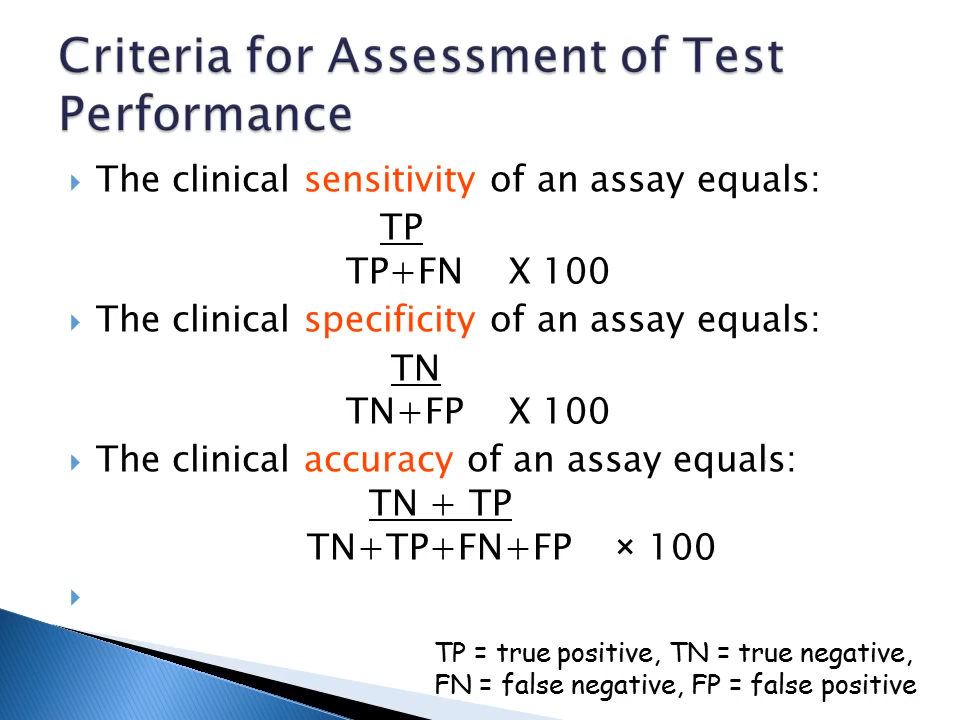 Criteria for Assessment of Test
Performance
The clinical sensitivity of an assay equals:
TP
TP+FN X 100
The clinical specificity of an assay equals:
TN
TN+FP X 100
The clinical accuracy of an assay equals:
TN + TP
TN+TP+FN+FP × 100
TP = true positive, TN = true negative,
FN = false negative, FP = false positive